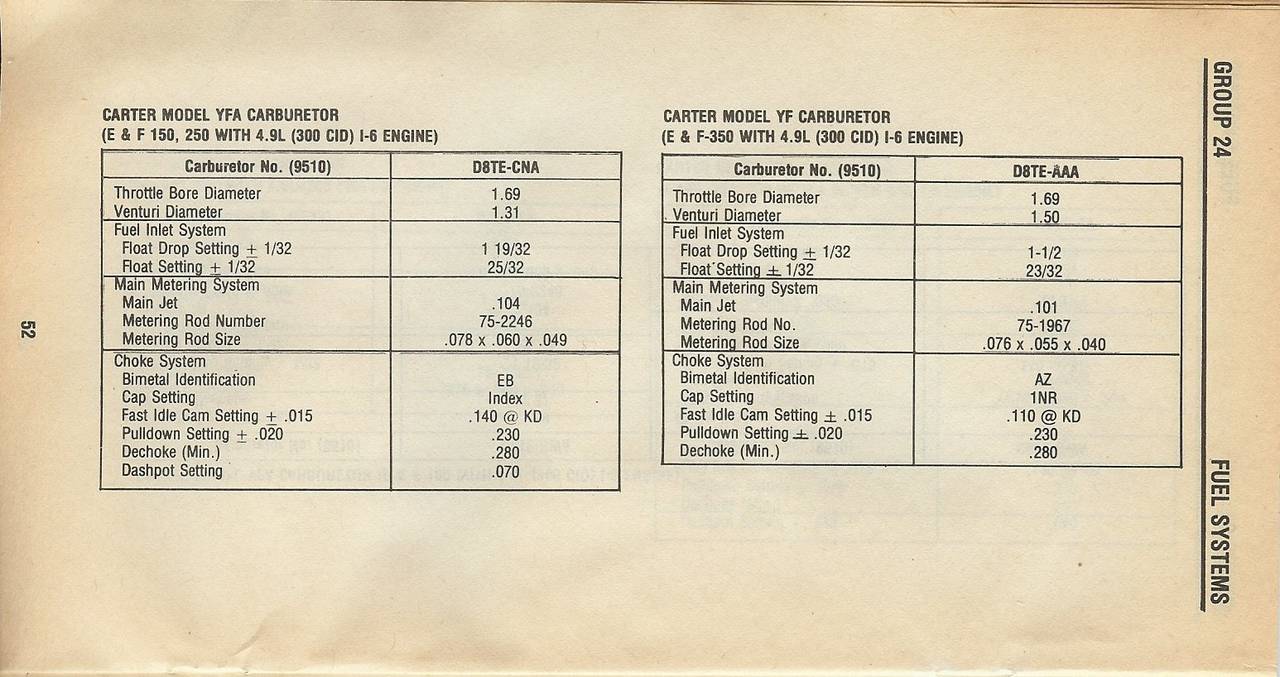 CARTER MODEL YFA CARBURETOR
(E & F 150, 250 WITH 4.9L (300 CID) I-6 ENGINE)
Carburetor No. (9510) D8TE-CNA
Throttle Bore Diameter 1.69
Venturi Diameter 1.31
Fuel Inlet System
Float Drop Setting ± 1/32 1 19/32
Float Setting ± 1/32 25/32
Main Metering System
Main Jet .104
Metering Rod Number 75-2246
Metering Rod Size .078 x .060 x .049
Choke System
Bimetal Identification EB
Cap Setting Index
Fast Idle Cam Setting ± .015 .140 @ KD
Pulldown Setting ± .020 .230
Dechoke (Min.) .280
Dashpot Setting .070
CARTER MODEL YF CARBURETOR
(E & F-350 WITH 4.9L (300 CID) I-6 ENGINE)
Carburetor No. (9510) D8TE-AAA
Throttle Bore Diameter 1.69
Venturi Diameter 1.50
Fuel Inlet System
Float Drop Setting ± 1/32 1-1/2
Float Setting ± 1/32 23/32
Main Metering System
Main Jet .101
Metering Rod No. 75-1967
Metering Rod Size .076 x .055 x .040
Choke System
Bimetal Identification AZ
Cap Setting 1NR
Fast Idle Cam Setting ± .015 .110 @ KD
Pulldown Setting ± .020 .230
Dechoke (Min.) .280
GROUP 24 FUEL SYSTEMS
52